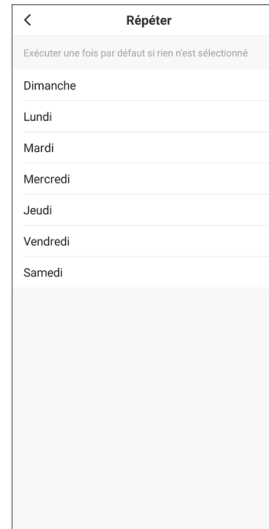 Répéter
Exécuter une fois par défaut si rien n'est sélectionné
Dimanche
Lundi
Mardi
Mercredi
Jeudi
Vendredi
Samedi